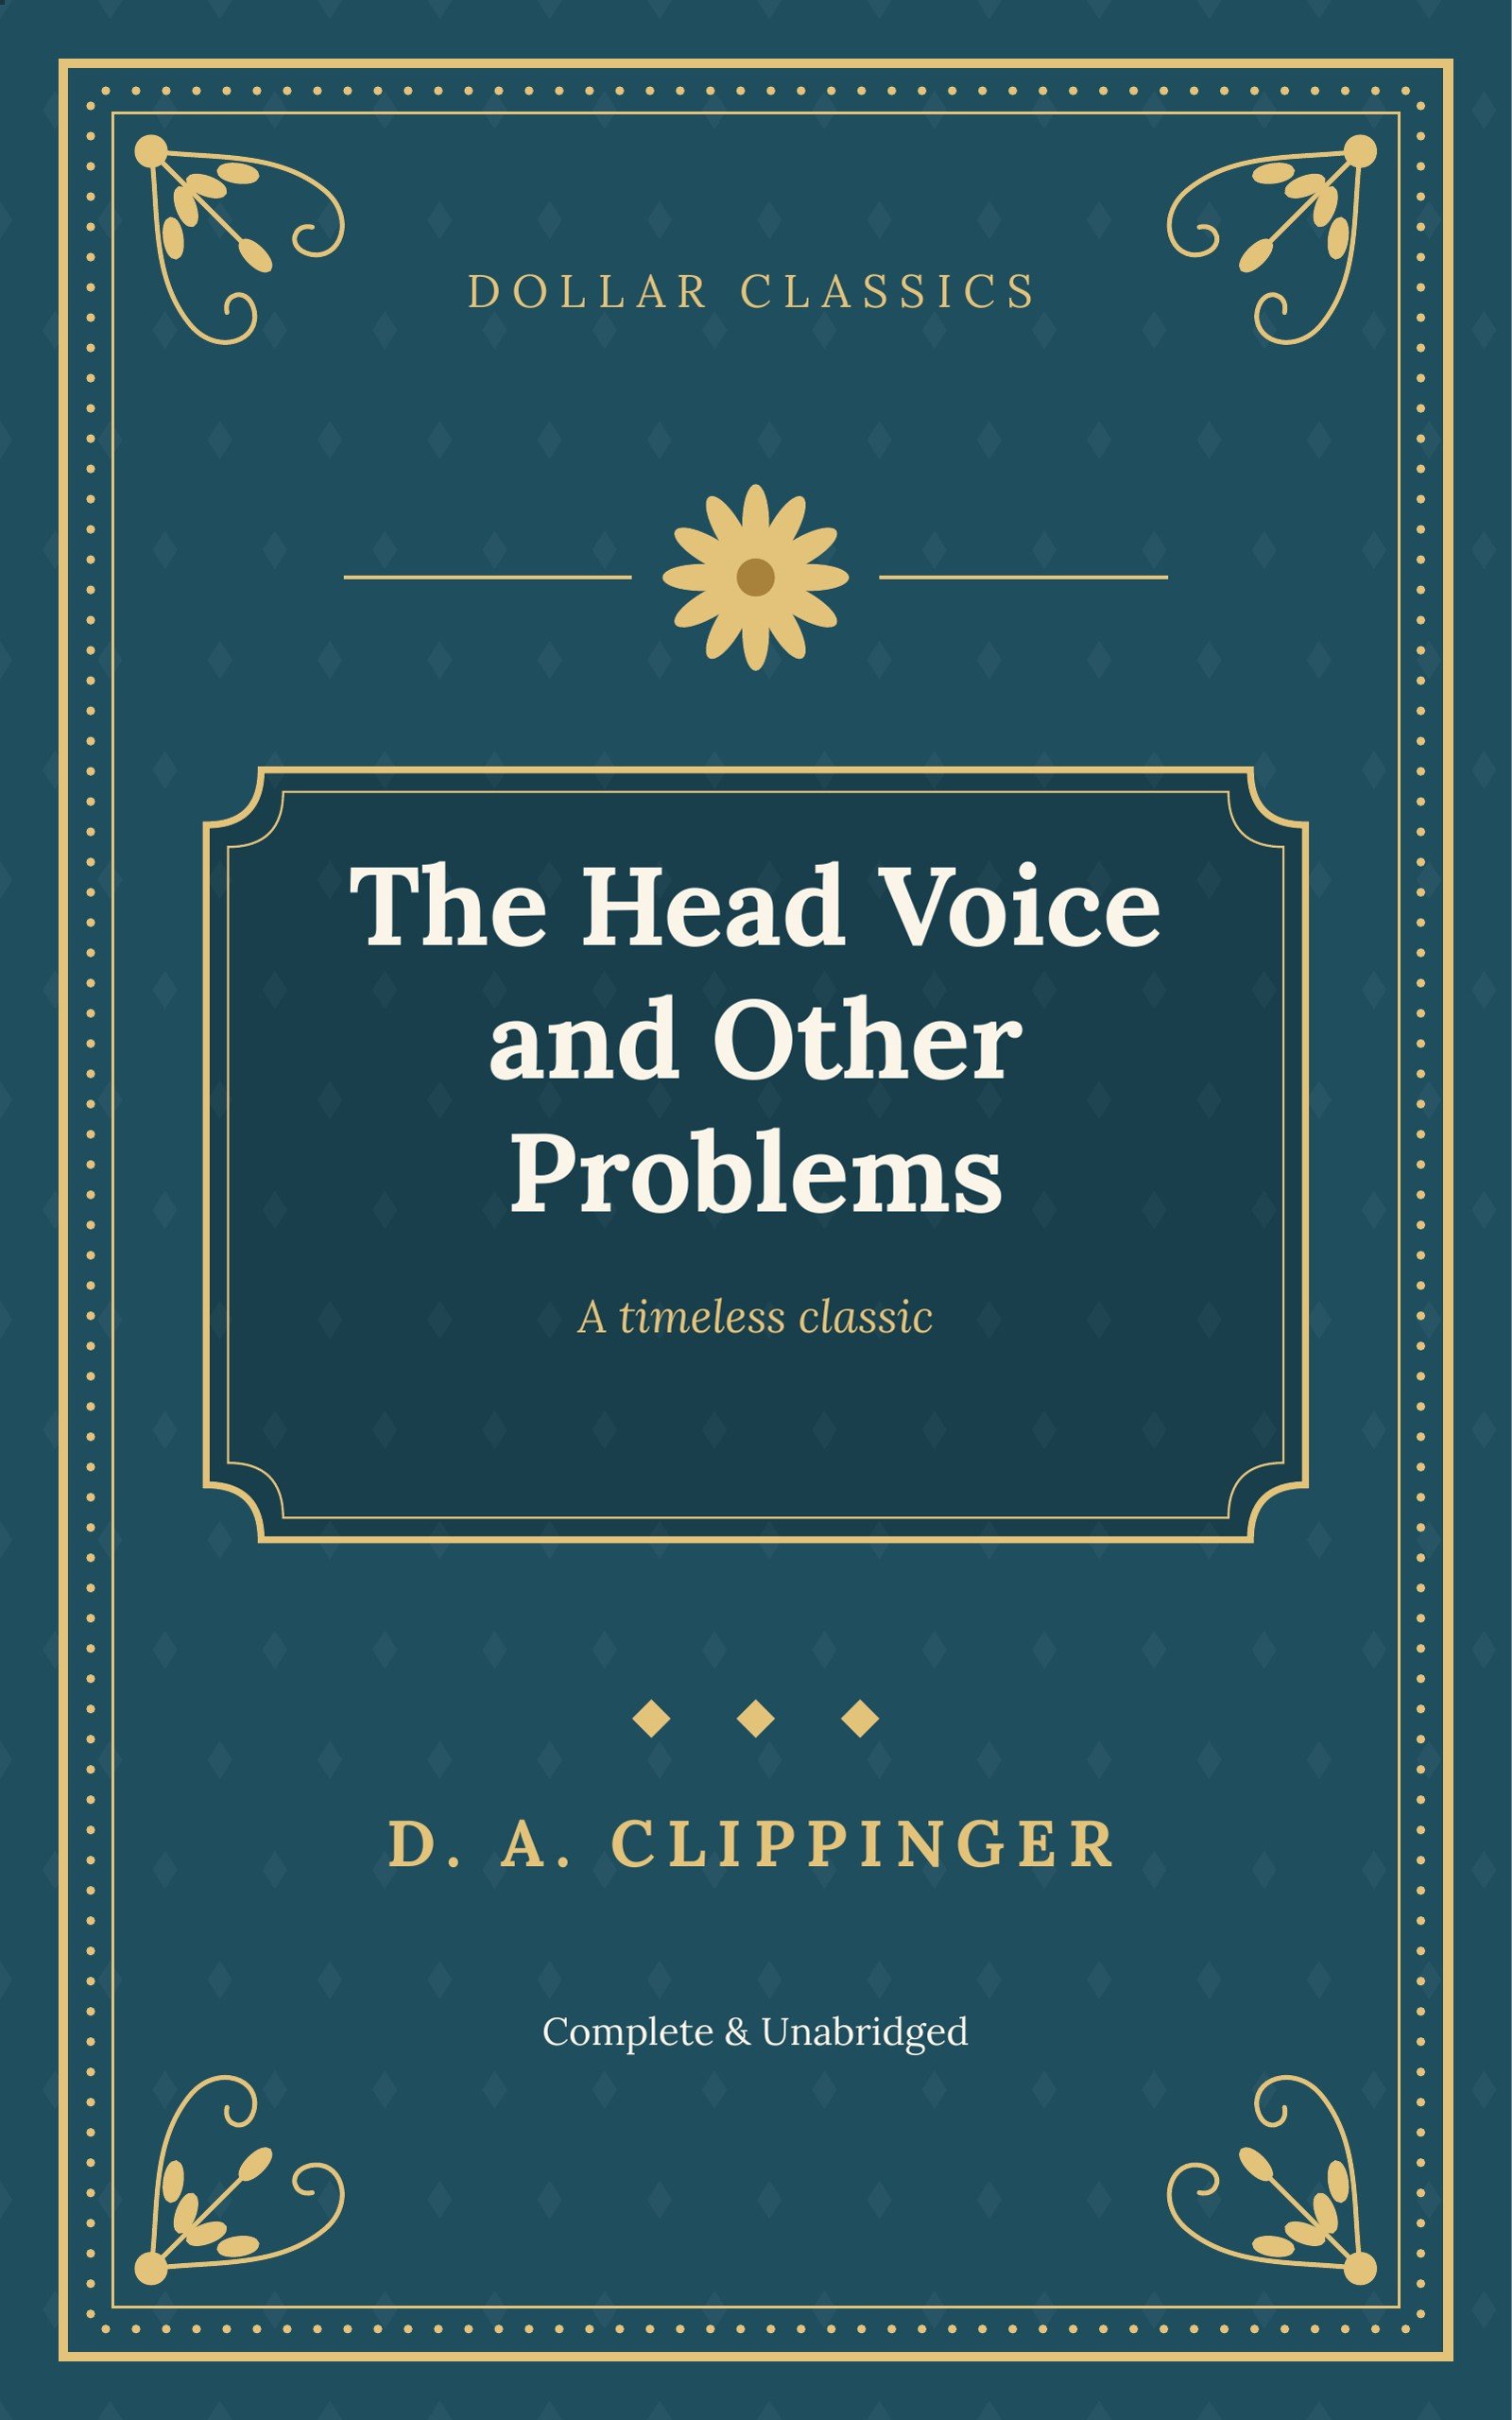 DOLLAR CLASSICS
The Head Voice
and Other
Problems
A timeless classic
D. A. CLIPPINGER
Complete & Unabridged